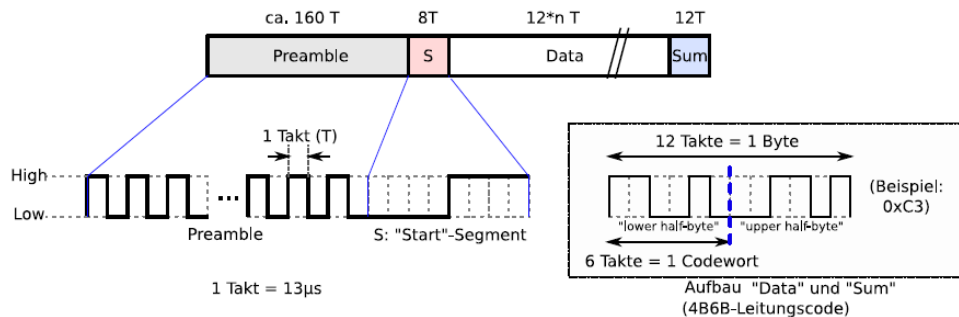 ca. 160 T 8T 12*n T 12T
Preamble S Data Sum
1 Takt (T)
High
Low
...
Preamble
S: "Start"-Segment
1 Takt = 13µs
12 Takte = 1 Byte
(Beispiel:
0xC3)
"lower half-byte" "upper half-byte"
6 Takte = 1 Codewort
Aufbau "Data" und "Sum"
(4B6B-Leitungscode)